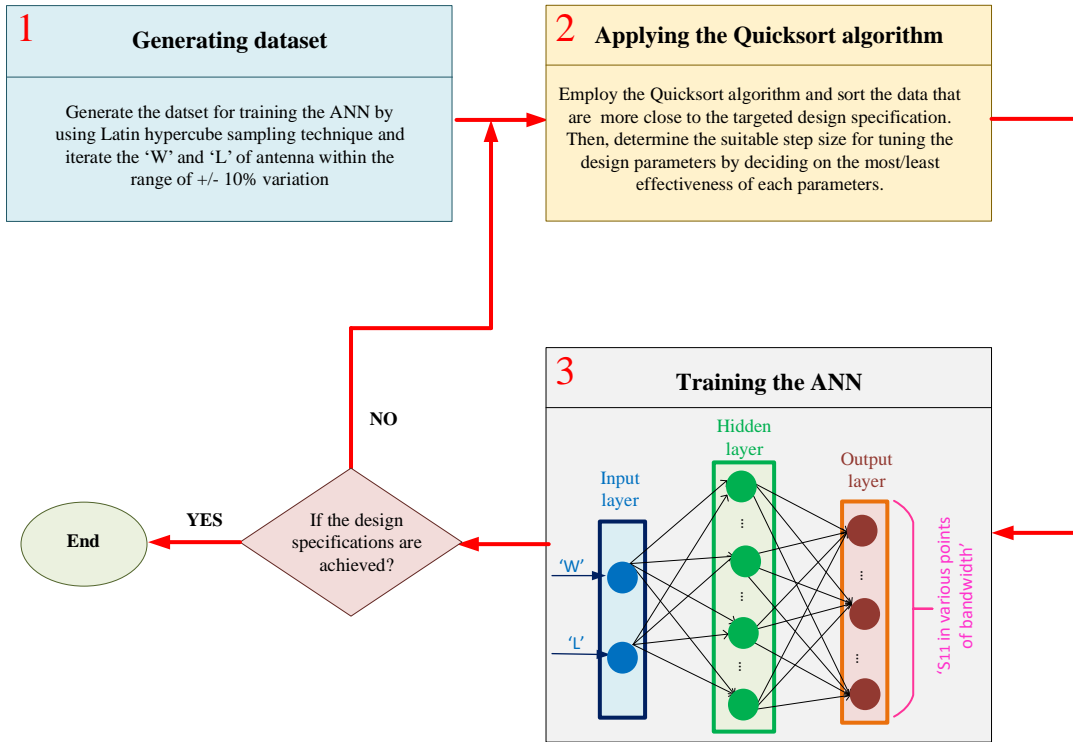 1
Generating dataset
Generate the datset for training the ANN by
using Latin hypercube sampling technique and
iterate the ‘W’ and ‘L’ of antenna within the
range of +/- 10% variation
2
Applying the Quicksort algorithm
Employ the Quicksort algorithm and sort the data that
are more close to the targeted design specification.
Then, determine the suitable step size for tuning the
design parameters by deciding on the most/least
effectiveness of each parameters.
3
Training the ANN
Input
layer
Hidden
layer
Output
layer
‘W’
‘L’
...
...
...
...
...
‘S11 in various points
of bandwidth’
If the design
specifications are
achieved?
NO
YES
End